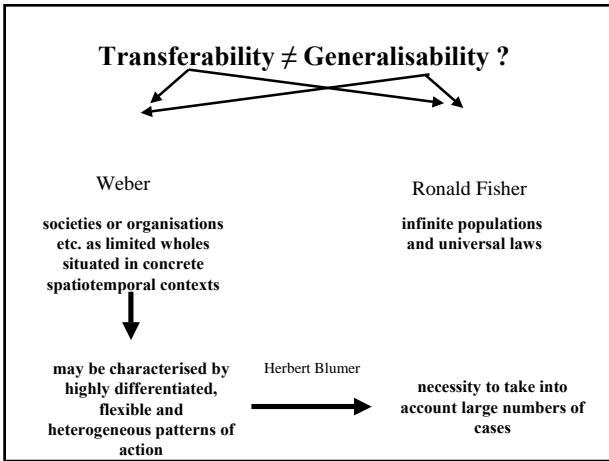 Transferability ≠ Generalisability ?
Weber
Ronald Fisher
societies or organisations
etc. as limited wholes
situated in concrete
spatiotemporal contexts
infinite populations
and universal laws
may be characterised by
highly differentiated,
flexible and
heterogeneous patterns of
action
Herbert Blumer
necessity to take into
account large numbers of
cases